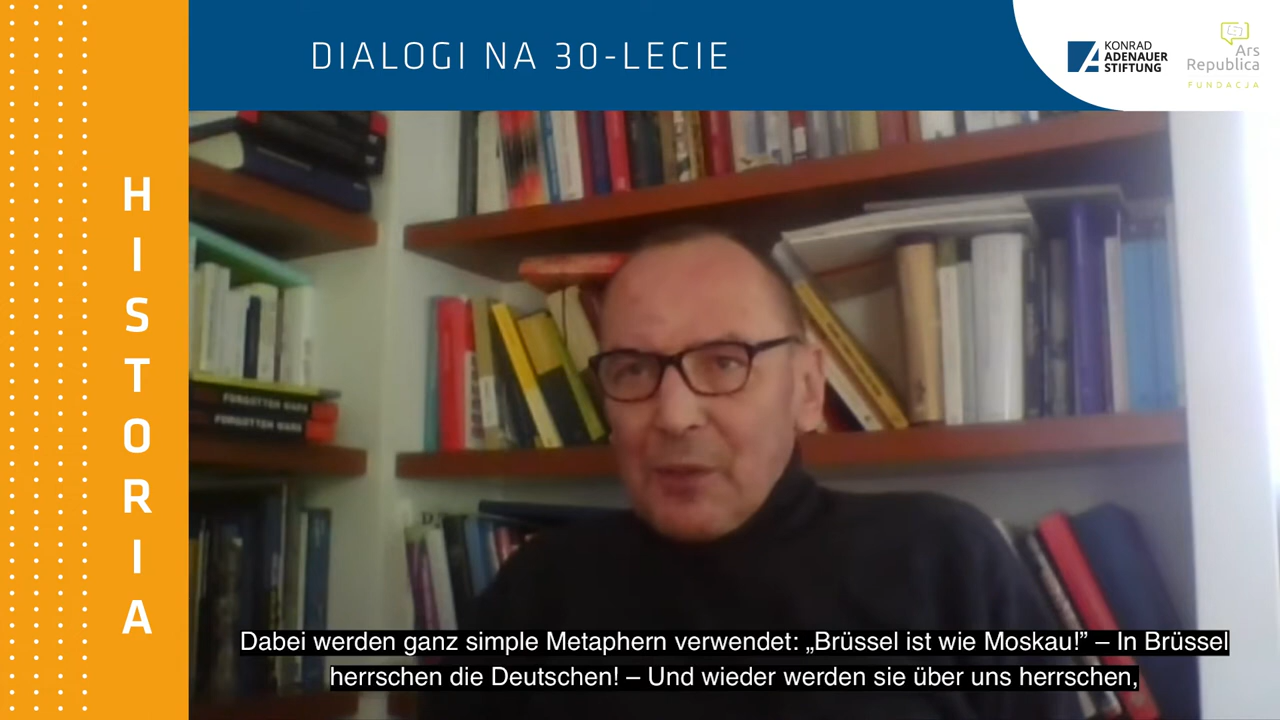 DIALOGI NA 30-LECIE
KONRAD
ADENAUER
STIFTUNG
Ars
Republica
FUNDACJA
HISTORIA
FORGOTTEN WARS
FORGOTTEN WARS
Dabei werden ganz simple Metaphern verwendet: „Brüssel ist wie Moskau!” – In Brüssel
herrschen die Deutschen! – Und wieder werden sie über uns herrschen,